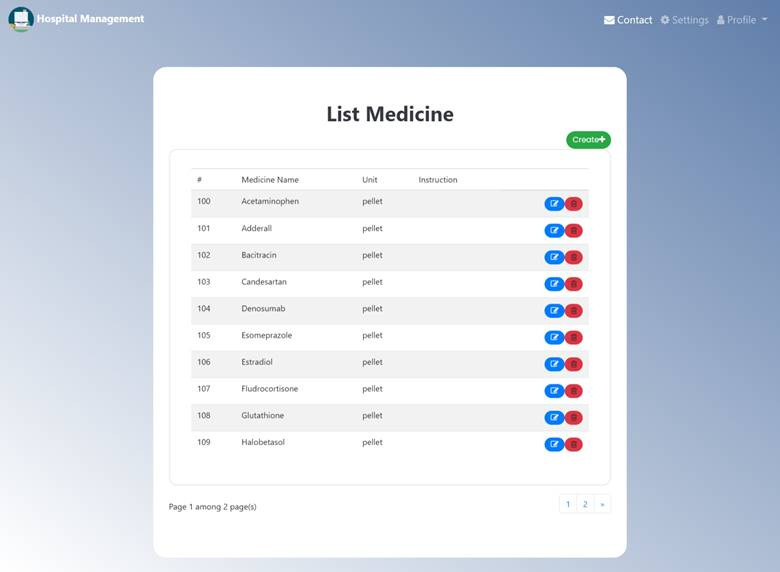 Hospital Management Contact Settings Profile
List Medicine
Create+
# Medicine Name Unit Instruction
100 Acetaminophen pellet
101 Adderall pellet
102 Bacitracin pellet
103 Candesartan pellet
104 Denosumab pellet
105 Esomeprazole pellet
106 Estradiol pellet
107 Fludrocortisone pellet
108 Glutathione pellet
109 Halobetasol pellet
Page 1 among 2 page(s) 1 2 »